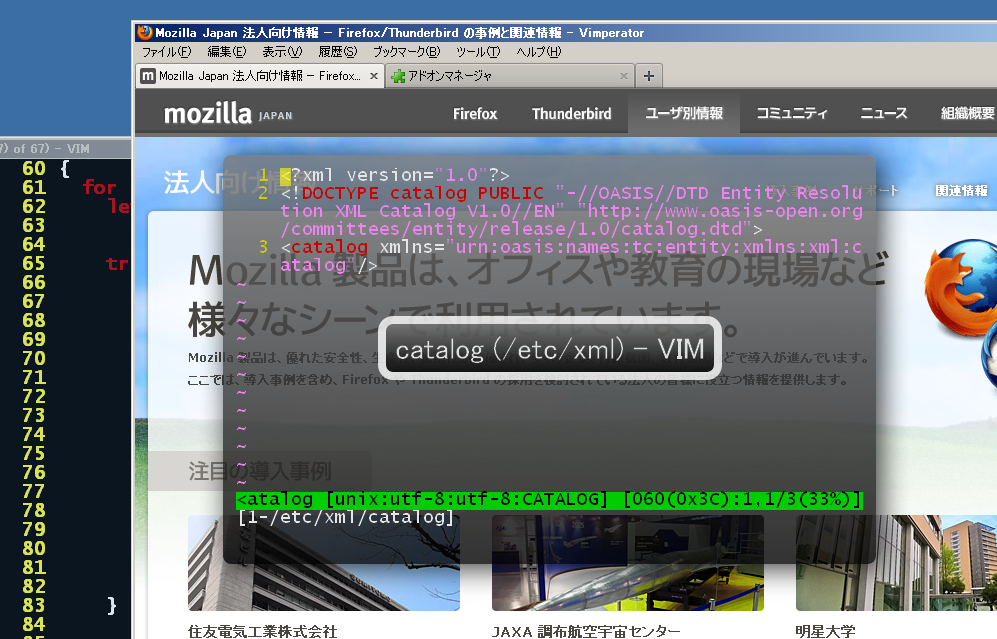 Mozilla Japan 法人向け情報 – Firefox/Thunderbird の事例と関連情報 – Vimperator
ファイル(F) 編集(E) 表示(V) 履歴(S) ブックマーク(B) ツール(T) ヘルプ(H)
Mozilla Japan 法人向け情報 – Firefox... × アドオンマネージャ × +
mozilla JAPAN Firefox Thunderbird ユーザ別情報 コミュニティ ニュース 組織概要
7) of 67) – VIM
60 {
61 for
62 le
63
64
65 tr
66
67
68
69
70
71
72
73
74
75
76
77
78
79
80
81
82
83 }
84
法人向け情報 関連情報
1 <?xml version="1.0"?>
2 <!DOCTYPE catalog PUBLIC "-//OASIS//DTD Entity Resolu
tion XML Catalog V1.0//EN" "http://www.oasis-open.org
/committees/entity/release/1.0/catalog.dtd">
3 <catalog xmlns="urn:oasis:names:tc:entity:xmlns:xml:c
atalog"/>
~
~
~
~
~
~
~
~
~
~
~
~
Mozilla 製品は、オフィスや教育の現場など
様々なシーンで利用されています。
Mozilla 製品は、優れた安全性、 どで導入が進んでいます。
ここでは、導入事例を含め、Firefox や Thunderbird の採用を検討されている法人の皆様に役立つ情報を提供します。
catalog (/etc/xml) – VIM
注目の導入事例
<atalog [unix:utf-8:utf-8:CATALOG] [060(0x3C):1,1/3(33%)]
[1-/etc/xml/catalog]
住友電気工業株式会社 JAXA 調布航空宇宙センター 明星大学